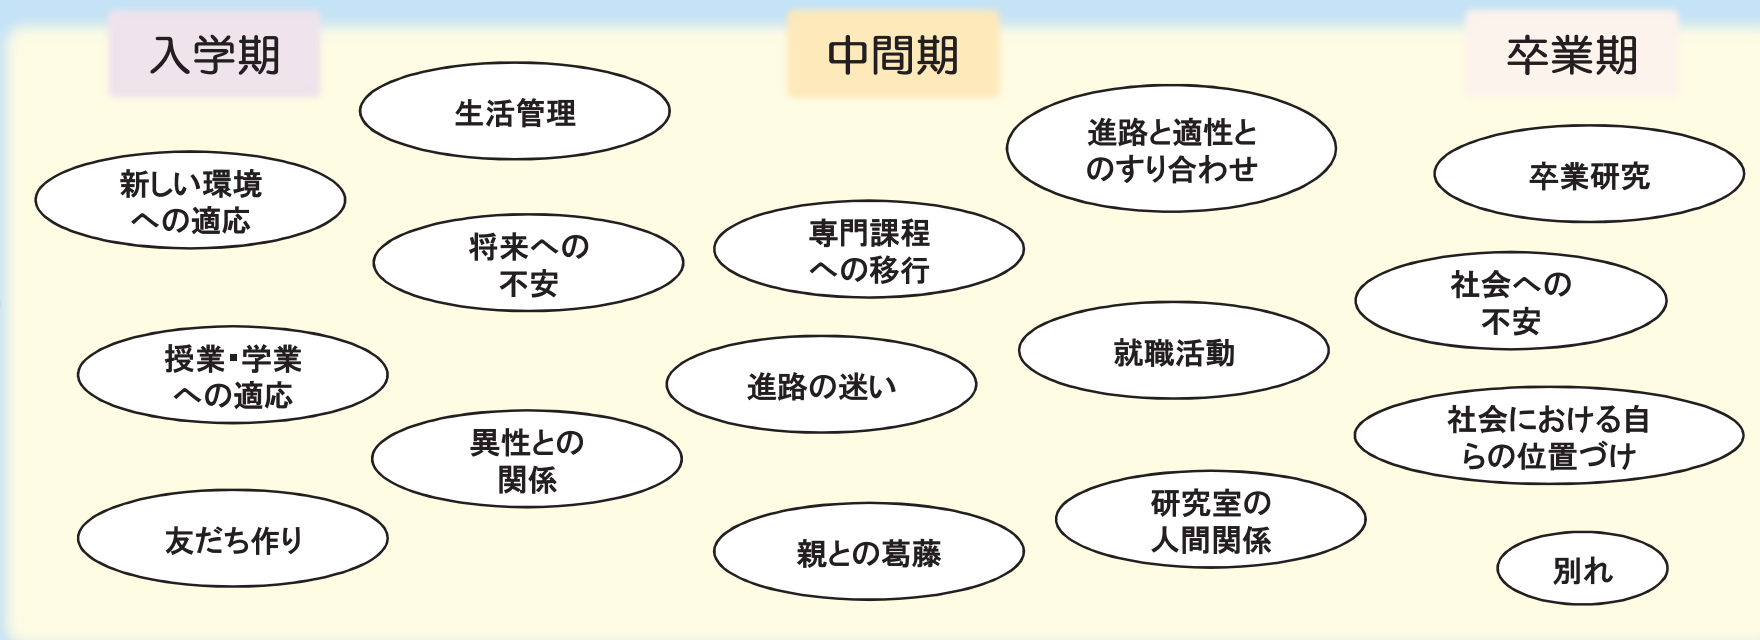 入学期
生活管理
新しい環境
への適応
将来への
不安
授業・学業
への適応
異性との
関係
友だち作り
中間期
進路と適性と
のすり合わせ
専門課程
への移行
就職活動
進路の迷い
研究室の
人間関係
親との葛藤
卒業期
卒業研究
社会への
不安
社会における自
らの位置づけ
別れ